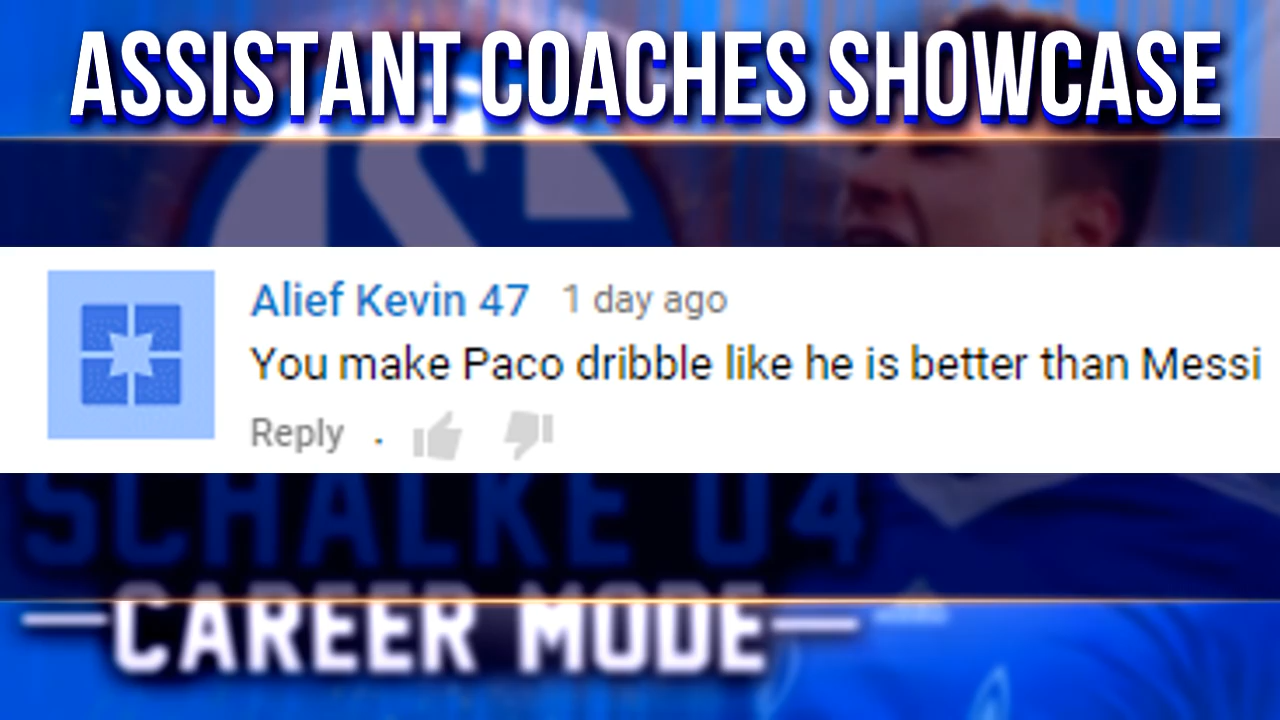 ASSISTANT COACHES SHOWCASE
Alief Kevin 47 1 day ago
You make Paco dribble like he is better than Messi
Reply .
SCHALKE 04
CAREER MODE